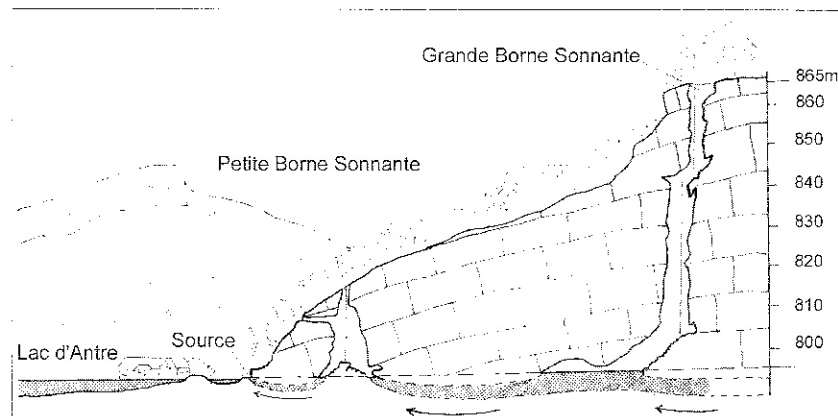 Grande Borne Sonnante
865m
860
850
Petite Borne Sonnante
840
830
820
810
Source
Lac d'Antre
800